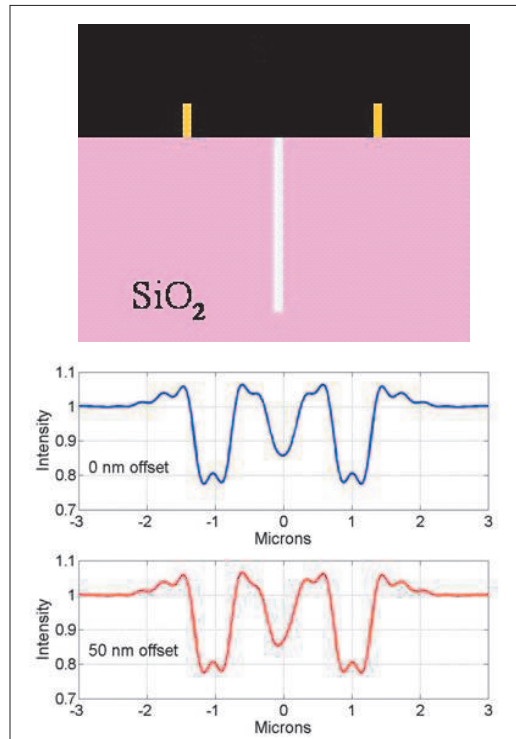 SiO2
1.1
1
0.9
0.8
0.7
Intensity
0 nm offset
-3 -2 -1 0 1 2 3
Microns
1.1
1
0.9
0.8
0.7
Intensity
50 nm offset
-3 -2 -1 0 1 2 3
Microns